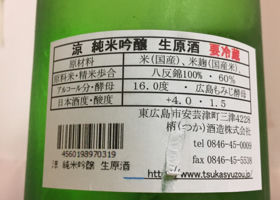 涼 純米吟醸 生原酒 要冷蔵
原材料 米(国産)、米麹(国産米)、
原料米・精米歩合 八反錦100%・60%
アルコール分・酵母 16.0度・広島もみじ酵母
日本酒度・酸度 +4.0・1.5
東広島市安芸津町三津4228
柄(つか)酒造株式会社
tel 0846-45-0009
fax 0846-45-5538
http://www.tsukasyuzou.jp/
4560198970319
涼 純米吟醸 生原酒